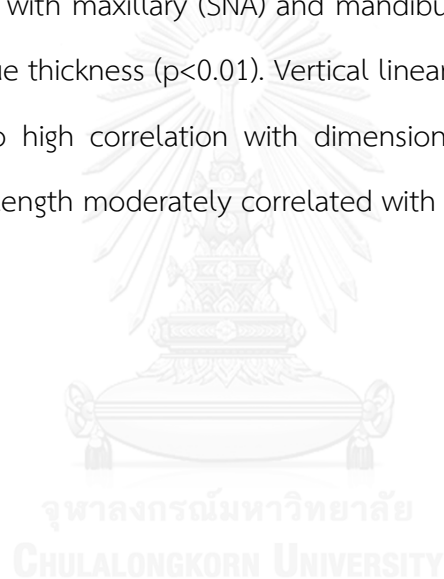 with maxillary (SNA) and
thickness (p<0.01). Vertical
high correlation with dimension
ength moderately correlated with
จุฬาลงกรณ์มหาวิทยาลัย
CHULALONGKORN UNIVERSITY